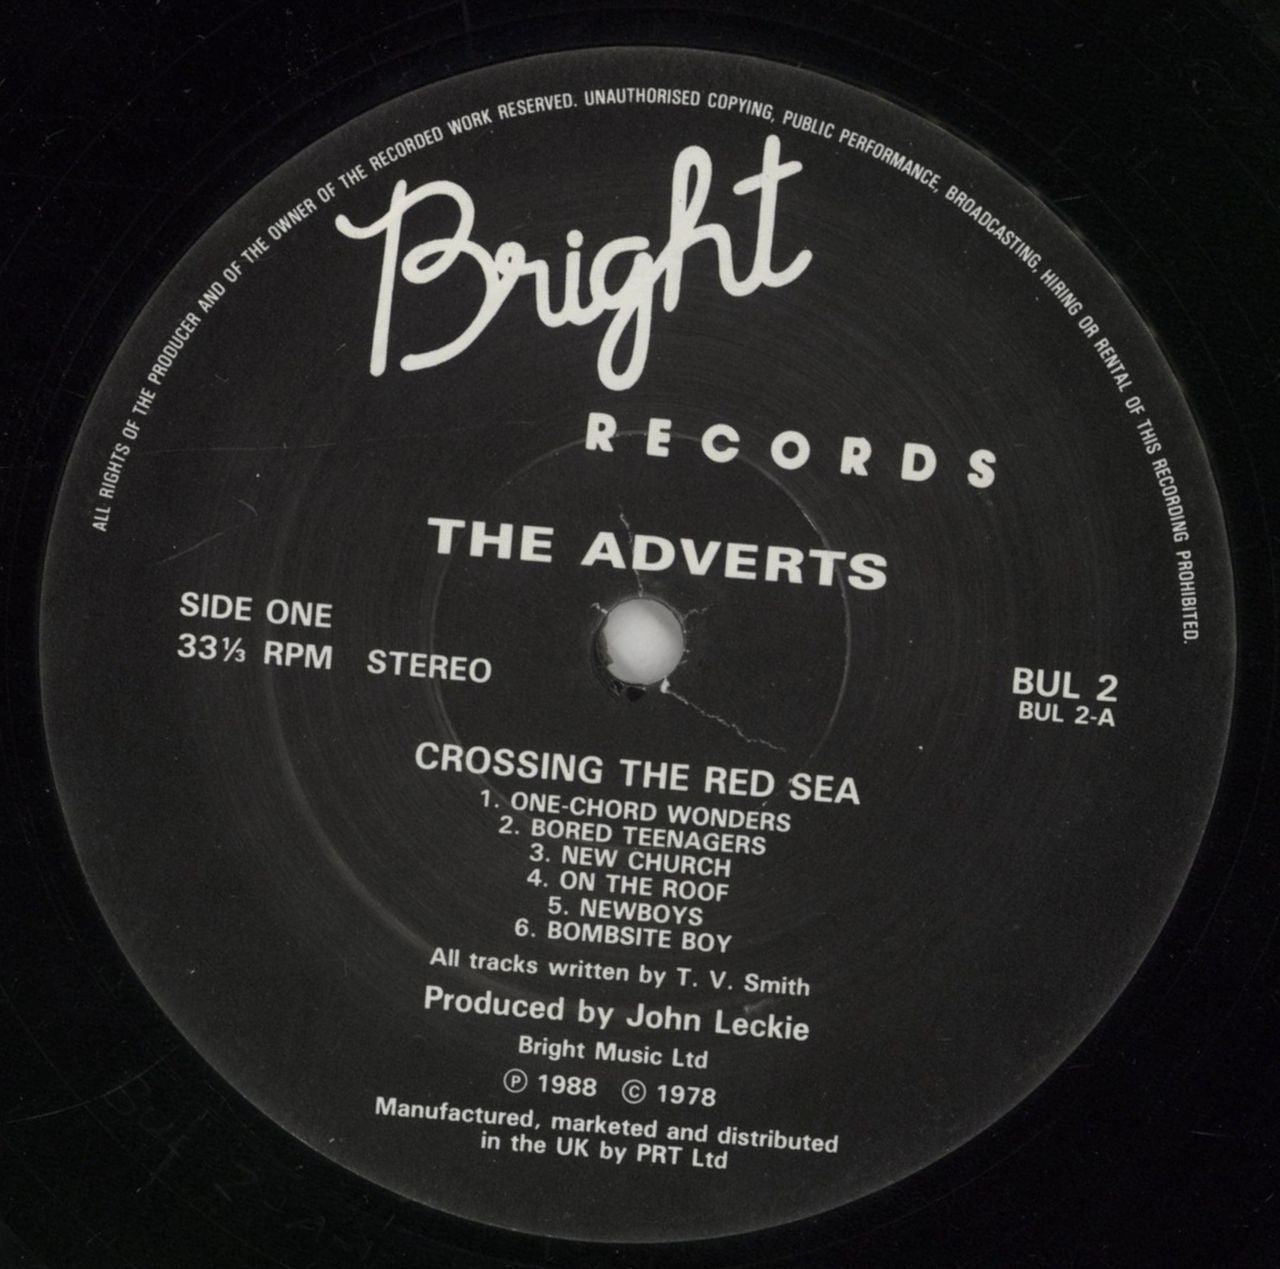 ALL RIGHTS OF THE PRODUCER AND OF THE OWNER OF THE RECORDED WORK RESERVED. UNAUTHORISED COPYING, PUBLIC PERFORMANCE, BROADCASTING, HIRING OR RENTAL OF THIS RECORDING PROHIBITED.
Bright
RECORDS
THE ADVERTS
SIDE ONE
33⅓ RPM STEREO
BUL 2
BUL 2-A
CROSSING THE RED SEA
1. ONE-CHORD WONDERS
2. BORED TEENAGERS
3. NEW CHURCH
4. ON THE ROOF
5. NEWBOYS
6. BOMBSITE BOY
All tracks written by T. V. Smith
Produced by John Leckie
Bright Music Ltd
Ⓟ 1988 © 1978
Manufactured, marketed and distributed
in the UK by PRT Ltd